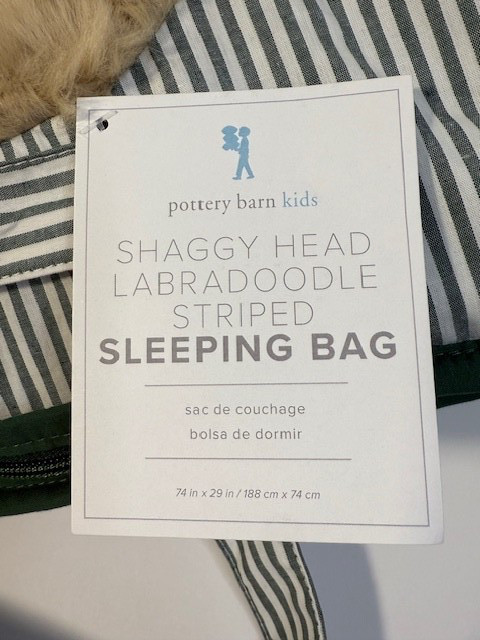 pottery barn kids
SHAGGY HEAD
LABRADOODLE
STRIPED
SLEEPING BAG
sac de couchage
bolsa de dormir
74 in x 29 in / 188 cm x 74 cm